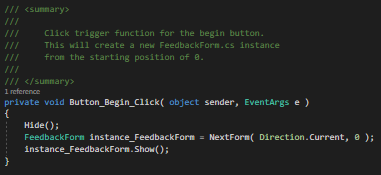 /// <summary>
///
///     Click trigger function for the begin button.
///     This will create a new FeedbackForm.cs instance
///     from the starting position of 0.
///
/// </summary>
1 reference
private void Button_Begin_Click( object sender, EventArgs e )
{
    Hide();
    FeedbackForm instance_FeedbackForm = NextForm( Direction.Current, 0 );
    instance_FeedbackForm.Show();
}